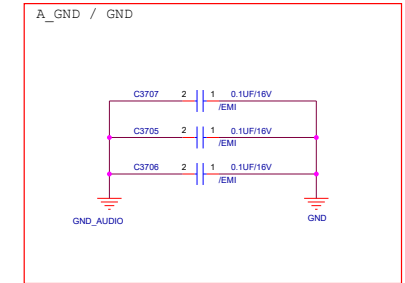 A_GND / GND
C3707 2 1 0.1UF/16V
/EMI
C3705 2 1 0.1UF/16V
/EMI
C3706 2 1 0.1UF/16V
/EMI
GND_AUDIO GND